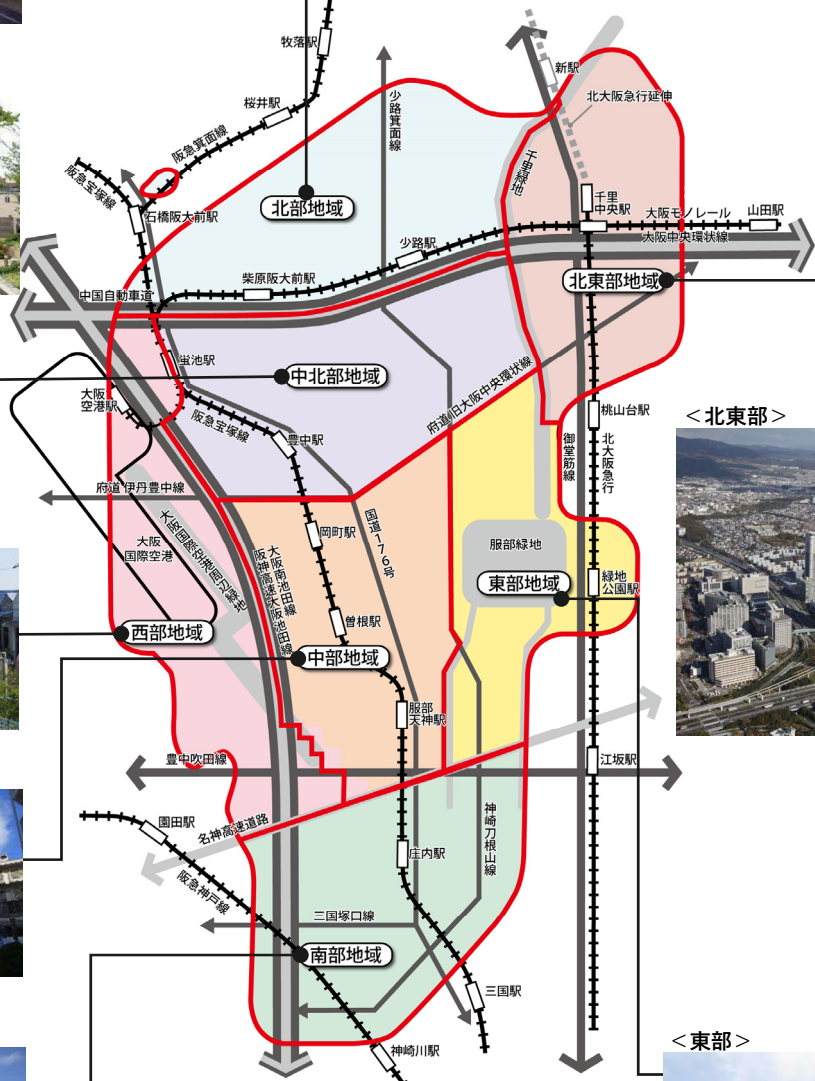 牧落駅
新駅
桜井駅
少路箕面線
北大阪急行延伸
阪急箕面線
千里緑地
阪急宝塚線
石橋阪大前駅
北部地域
千里
中央駅
大阪モノレール
山田駅
大阪中央環状線
少路駅
柴原阪大前駅
北東部地域
中国自動車道
蛍池駅
中北部地域
大阪
空港駅
府道旧大阪中央環状線
阪急宝塚線
豊中駅
桃山台駅
＜北東部＞
御堂筋線
北大阪急行
府道 伊丹豊中線
大阪国際空港周辺緑地
国道176号
大阪
国際空港
岡町駅
服部緑地
大阪南池田線
阪神高速大阪池田線
東部地域
緑地
公園駅
曽根駅
西部地域
中部地域
服部
天神駅
豊中吹田線
江坂駅
名神高速道路
園田駅
神崎刀根山線
庄内駅
阪急神戸線
三国塚口線
南部地域
三国駅
神崎川駅
＜東部＞